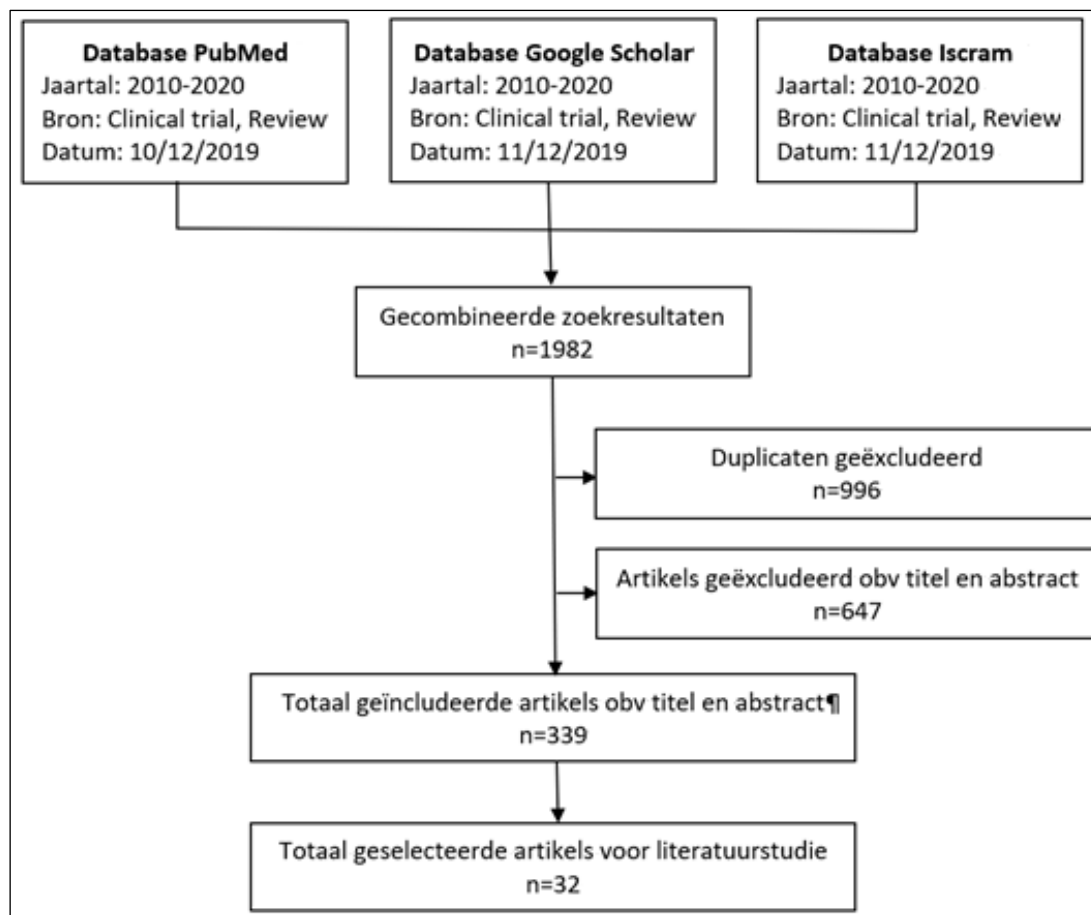 Database PubMed
Jaartal: 2010-2020
Bron: Clinical trial, Review
Datum: 10/12/2019
Database Google Scholar
Jaartal: 2010-2020
Bron: Clinical trial, Review
Datum: 11/12/2019
Database Iscram
Jaartal: 2010-2020
Bron: Clinical trial, Review
Datum: 11/12/2019
Gecombineerde zoekresultaten
n=1982
Duplicaten geëxcludeerd
n=996
Artikels geëxcludeerd obv titel en abstract
n=647
Totaal geïncludeerde artikels obv titel en abstract¶
n=339
Totaal geselecteerde artikels voor literatuurstudie
n=32